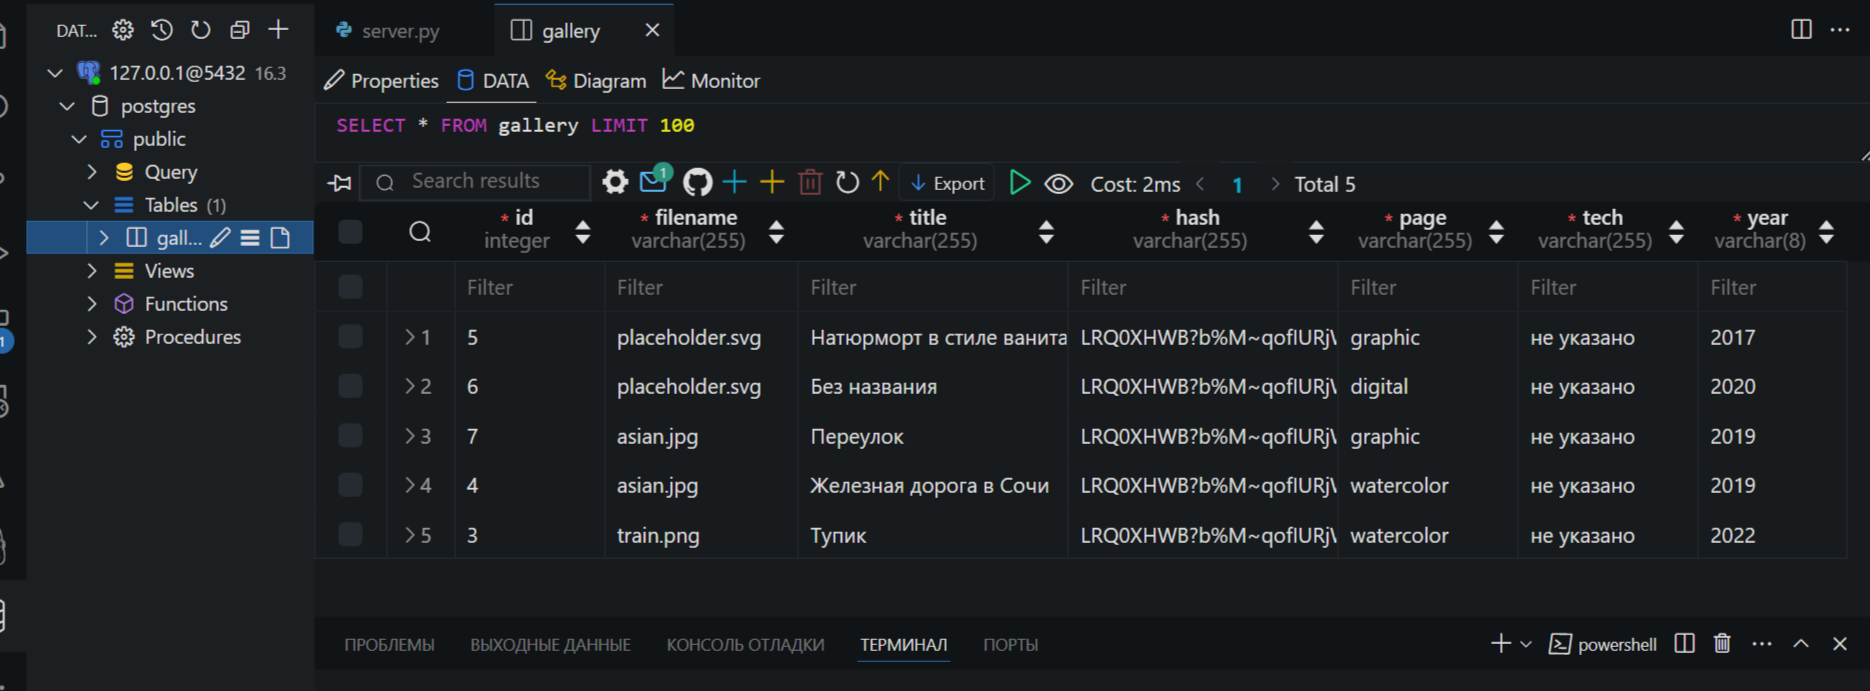 DAT...
server.py
gallery
127.0.0.1@5432 16.3
postgres
public
Query
Tables (1)
gall...
Views
Functions
Procedures
Properties DATA Diagram Monitor
SELECT * FROM gallery LIMIT 100
Search results 1 Export Cost: 2ms 1 Total 5
* id * filename * title * hash * page * tech * year
integer varchar(255) varchar(255) varchar(255) varchar(255) varchar(255) varchar(8)
Filter Filter Filter Filter Filter Filter Filter
1 5 placeholder.svg Натюрморт в стиле ванита LRQ0XHWB?b%M~qofIURj graphic не указано 2017
2 6 placeholder.svg Без названия LRQ0XHWB?b%M~qofIURj digital не указано 2020
3 7 asian.jpg Переулок LRQ0XHWB?b%M~qofIURj graphic не указано 2019
4 4 asian.jpg Железная дорога в Сочи LRQ0XHWB?b%M~qofIURj watercolor не указано 2019
5 3 train.png Тупик LRQ0XHWB?b%M~qofIURj watercolor не указано 2022
1
ПРОБЛЕМЫ ВЫХОДНЫЕ ДАННЫЕ КОНСОЛЬ ОТЛАДКИ ТЕРМИНАЛ ПОРТЫ
powershell